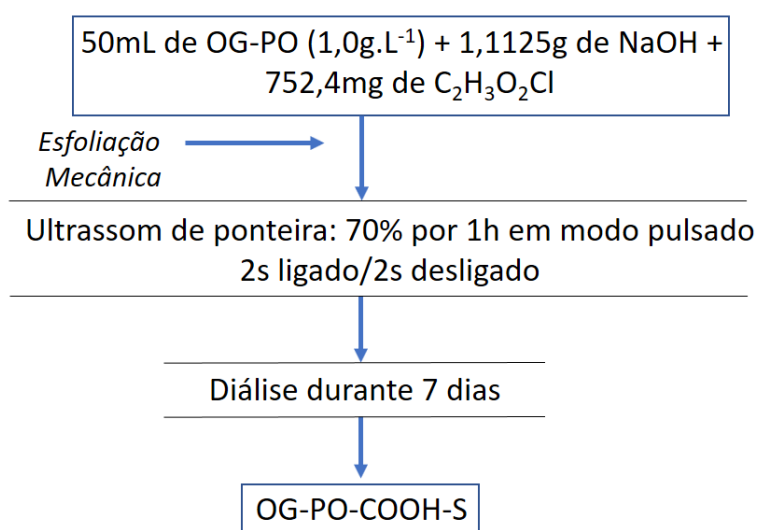 50mL de OG-PO (1,0g.L⁻¹) + 1,1125g de NaOH +
752,4mg de C₂H₃O₂Cl
Esfoliação
Mecânica
Ultrassom de ponteira: 70% por 1h em modo pulsado
2s ligado/2s desligado
Diálise durante 7 dias
OG-PO-COOH-S